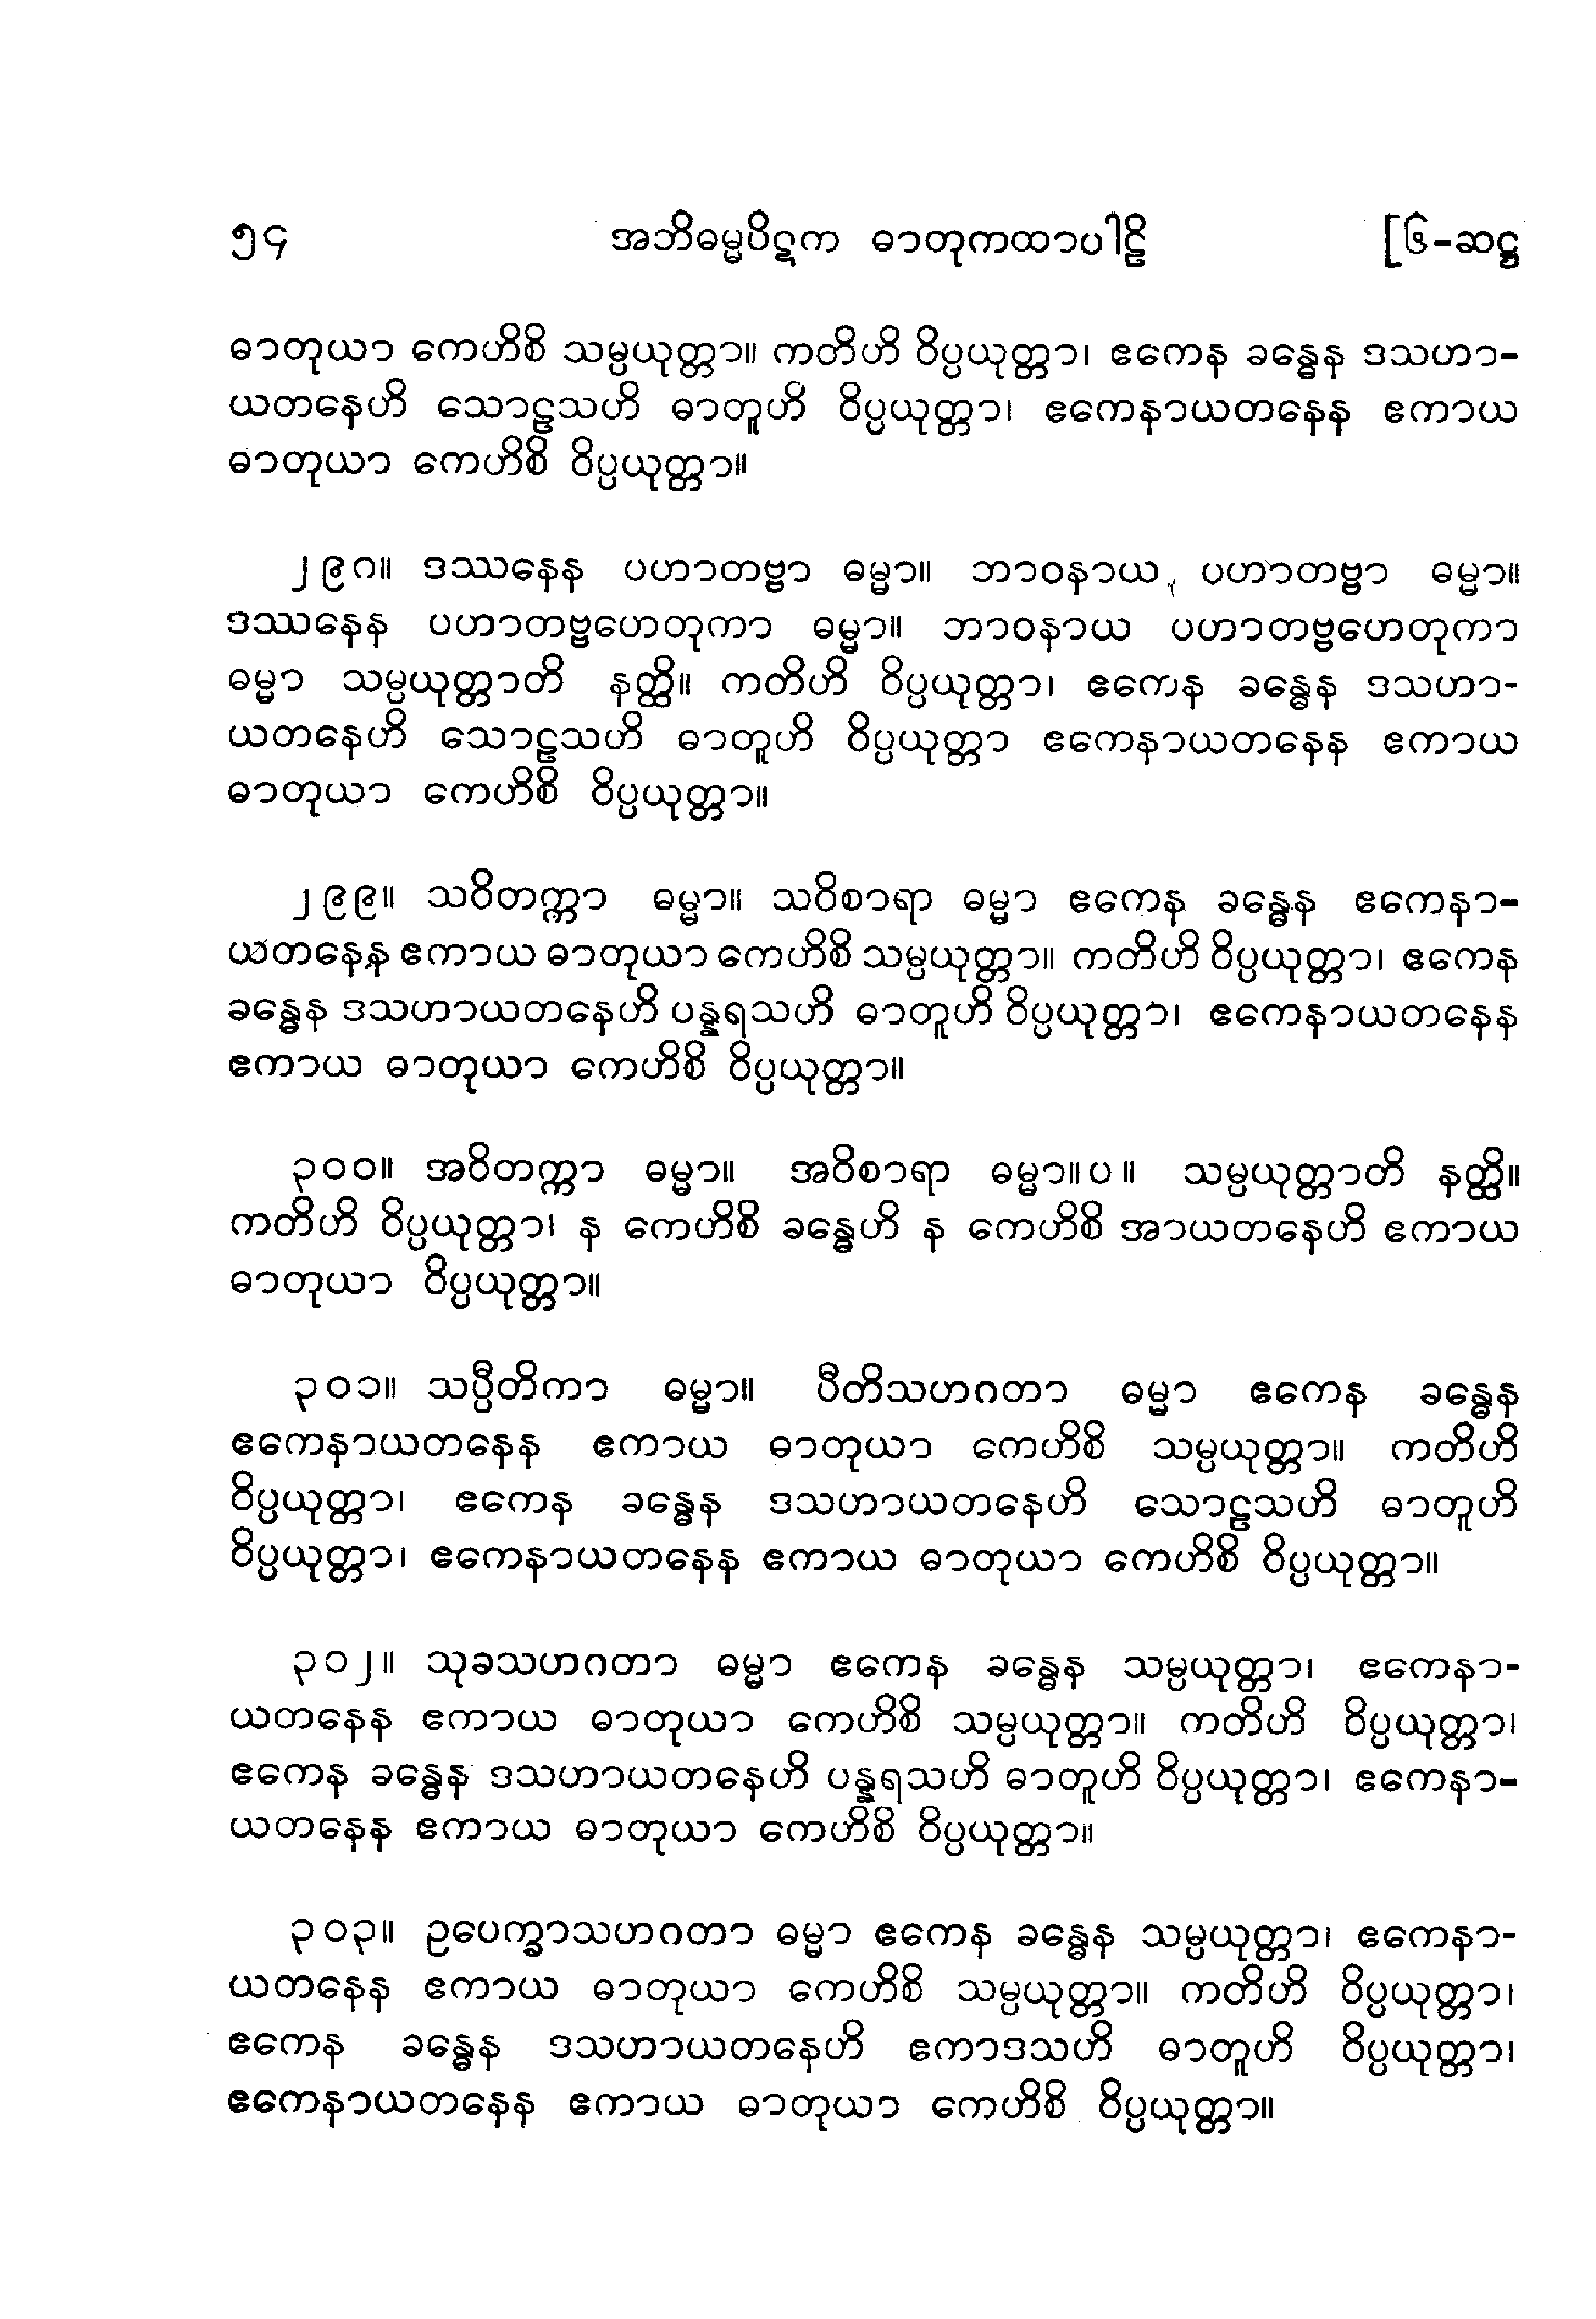 ၅၄ အဘိဓမ္မပိဋက ဓာတုကထာပါဠိ [၆-ဆဋ္ဌ
ဓာတုယာ ကေဟိစိ သမ္ပယုတ္တာ။ ကတိဟိ ဝိပ္ပယုတ္တာ၊ ဧကေန ခန္ဓေန ဒသဟာ-
ယတနေဟိ သောဠသဟိ ဓာတူဟိ ဝိပ္ပယုတ္တာ၊ ဧကေနာယတနေန ဧကာယ
ဓာတုယာ ကေဟိစိ ဝိပ္ပယုတ္တာ။
၂၉၈။ ဒဿနေန ပဟာတဗ္ဗာ ဓမ္မာ။ ဘာဝနာယ ပဟာတဗ္ဗာ ဓမ္မာ။
ဒဿနေန ပဟာတဗ္ဗဟေတုကာ ဓမ္မာ။ ဘာဝနာယ ပဟာတဗ္ဗဟေတုကာ
ဓမ္မာ သမ္ပယုတ္တာတိ နတ္ထိ။ ကတိဟိ ဝိပ္ပယုတ္တာ၊ ဧကေန ခန္ဓေန ဒသဟာ-
ယတနေဟိ သောဠသဟိ ဓာတူဟိ ဝိပ္ပယုတ္တာ ဧကေနာယတနေန ဧကာယ
ဓာတုယာ ကေဟိစိ ဝိပ္ပယုတ္တာ။
၂၉၉။ သဝိတက္ကာ ဓမ္မာ။ သဝိစာရာ ဓမ္မာ ဧကေန ခန္ဓေန ဧကေနာ-
ယတနေန ဧကာယ ဓာတုယာ ကေဟိစိ သမ္ပယုတ္တာ။ ကတိဟိ ဝိပ္ပယုတ္တာ၊ ဧကေန
ခန္ဓေန ဒသဟာယတနေဟိ ပန္နရသဟိ ဓာတူဟိ ဝိပ္ပယုတ္တာ၊ ဧကေနာယတနေန
ဧကာယ ဓာတုယာ ကေဟိစိ ဝိပ္ပယုတ္တာ။
၃၀၀။ အဝိတက္ကာ ဓမ္မာ။ အဝိစာရာ ဓမ္မာ။ပ။ သမ္ပယုတ္တာတိ နတ္ထိ။
ကတိဟိ ဝိပ္ပယုတ္တာ၊ န ကေဟိစိ ခန္ဓေဟိ န ကေဟိစိ အာယတနေဟိ ဧကာယ
ဓာတုယာ ဝိပ္ပယုတ္တာ။
၃၀၁။ သပ္ပီတိကာ ဓမ္မာ။ ပီတိသဟဂတာ ဓမ္မာ ဧကေန ခန္ဓေန
ဧကေနာယတနေန ဧကာယ ဓာတုယာ ကေဟိစိ သမ္ပယုတ္တာ။ ကတိဟိ
ဝိပ္ပယုတ္တာ၊ ဧကေန ခန္ဓေန ဒသဟာယတနေဟိ သောဠသဟိ ဓာတူဟိ
ဝိပ္ပယုတ္တာ၊ ဧကေနာယတနေန ဧကာယ ဓာတုယာ ကေဟိစိ ဝိပ္ပယုတ္တာ။
၃၀၂။ သုခသဟဂတာ ဓမ္မာ ဧကေန ခန္ဓေန သမ္ပယုတ္တာ၊ ဧကေနာ-
ယတနေန ဧကာယ ဓာတုယာ ကေဟိစိ သမ္ပယုတ္တာ။ ကတိဟိ ဝိပ္ပယုတ္တာ၊
ဧကေန ခန္ဓေန ဒသဟာယတနေဟိ ပန္နရသဟိ ဓာတူဟိ ဝိပ္ပယုတ္တာ၊ ဧကေနာ-
ယတနေန ဧကာယ ဓာတုယာ ကေဟိစိ ဝိပ္ပယုတ္တာ။
၃၀၃။ ဥပေက္ခာသဟဂတာ ဓမ္မာ ဧကေန ခန္ဓေန သမ္ပယုတ္တာ၊ ဧကေနာ-
ယတနေန ဧကာယ ဓာတုယာ ကေဟိစိ သမ္ပယုတ္တာ။ ကတိဟိ ဝိပ္ပယုတ္တာ၊
ဧကေန ခန္ဓေန ဒသဟာယတနေဟိ ဧကာဒသဟိ ဓာတူဟိ ဝိပ္ပယုတ္တာ၊
ဧကေနာယတနေန ဧကာယ ဓာတုယာ ကေဟိစိ ဝိပ္ပယုတ္တာ။